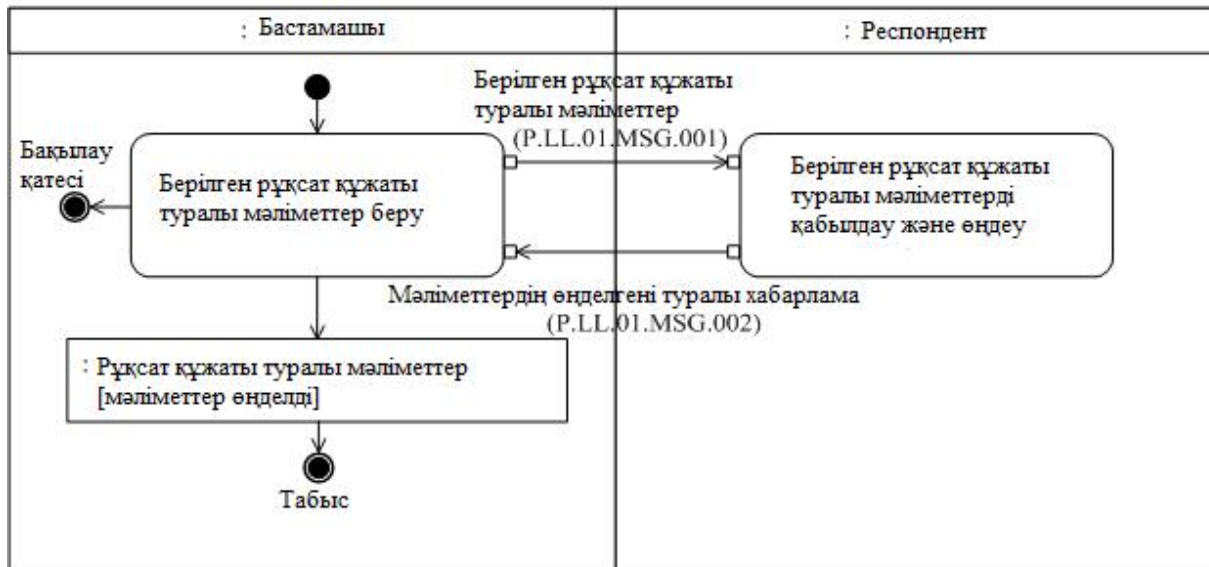 : Бастамашы
: Респондент
Берілген рұқсат құжаты
туралы мәліметтер
(P.LL.01.MSG.001)
Бақылау
қатесі
Берілген рұқсат құжаты
туралы мәліметтер беру
Берілген рұқсат құжаты
туралы мәліметтерді
қабылдау және өңдеу
Мәліметтердің өңделгені туралы хабарлама
(P.LL.01.MSG.002)
: Рұқсат құжаты туралы мәліметтер
[мәліметтер өңделді]
Табыс